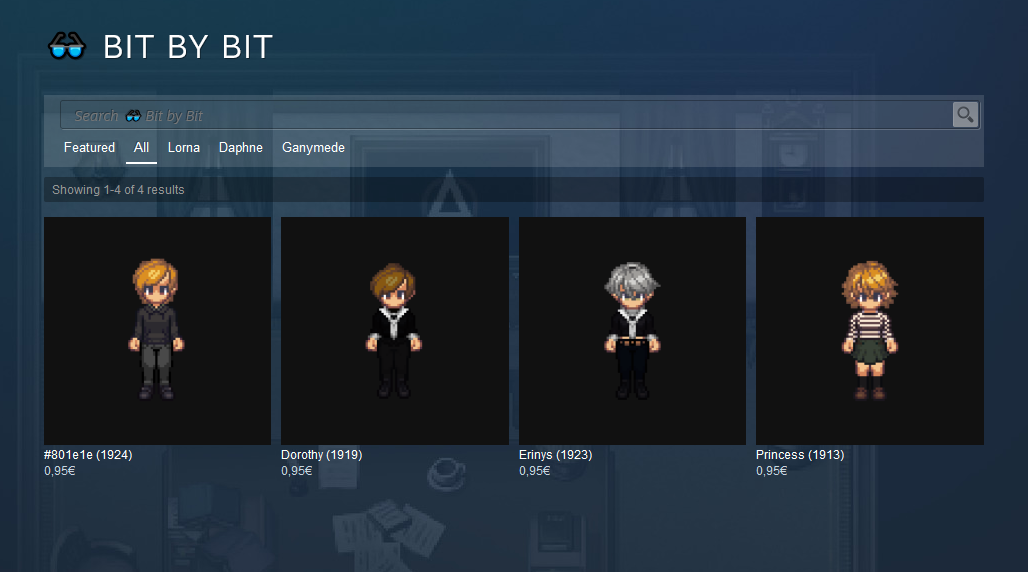 BIT BY BIT
Search Bit by Bit
Featured All Lorna Daphne Ganymede
Showing 1-4 of 4 results
#801e1e (1924) Dorothy (1919) Erinys (1923) Princess (1913)
0,95€ 0,95€ 0,95€ 0,95€